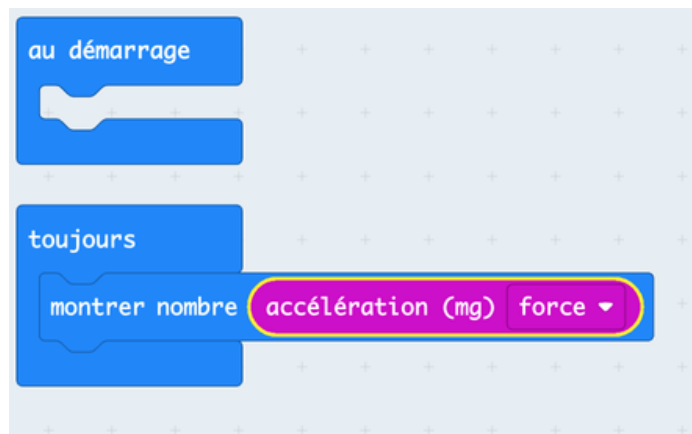 au démarrage
toujours
montrer nombre accélération (mg) force